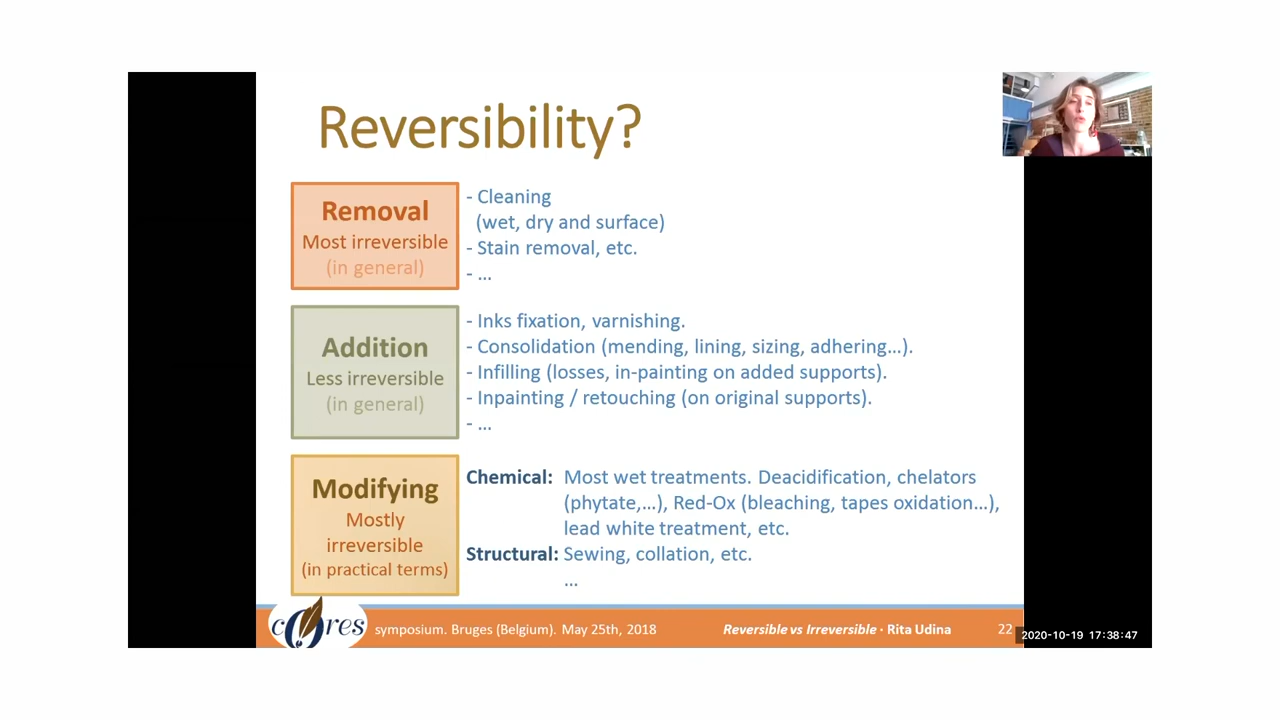 Reversibility?
Removal
Most irreversible
(in general)
- Cleaning
(wet, dry and surface)
- Stain removal, etc.
- ...
Addition
Less irreversible
(in general)
- Inks fixation, varnishing.
- Consolidation (mending, lining, sizing, adhering...).
- Infilling (losses, in-painting on added supports).
- Inpainting / retouching (on original supports).
- ...
Modifying
Mostly
irreversible
(in practical terms)
Chemical: Most wet treatments. Deacidification, chelators
(phytate,...), Red-Ox (bleaching, tapes oxidation...),
lead white treatment, etc.
Structural: Sewing, collation, etc.
...
cores symposium. Bruges (Belgium). May 25th, 2018 Reversible vs Irreversible · Rita Udina 22
2020-10-19 17:38:47